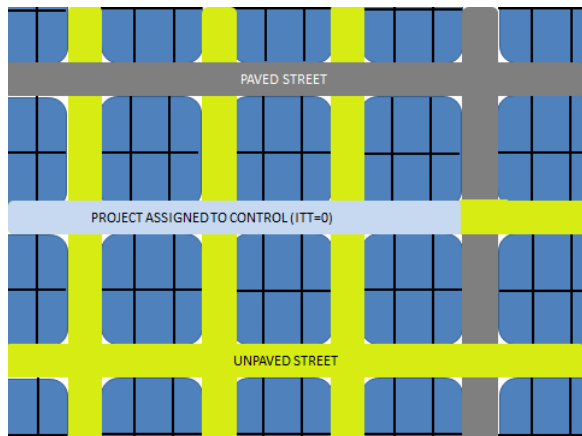 PAVED STREET
PROJECT ASSIGNED TO CONTROL (ITT=0)
UNPAVED STREET